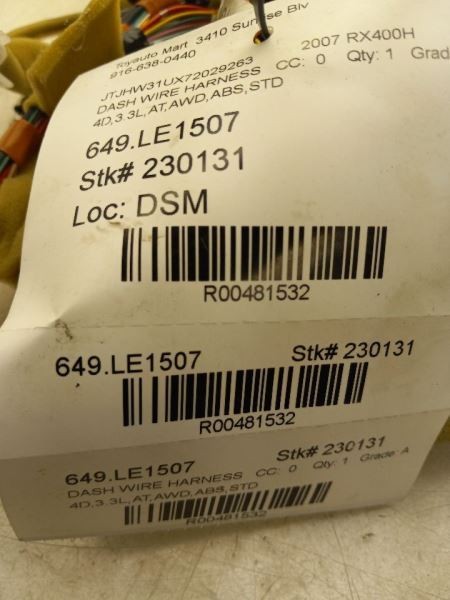 Riyauto Mart 3410 Sunrise Blv
916-638-0440
2007 RX400H
JTJHW31UX72029263
DASH WIRE HARNESS CC: 0 Qty: 1 Grad
4D,3.3L,AT,AWD,ABS,STD
649.LE1507
Stk# 230131
Loc: DSM
R00481532
649.LE1507 Stk# 230131
R00481532
649.LE1507 Stk# 230131
DASH WIRE HARNESS CC: 0 Qty: 1 Grade: A
4D,3.3L,AT,AWD,ABS,STD
R00481532